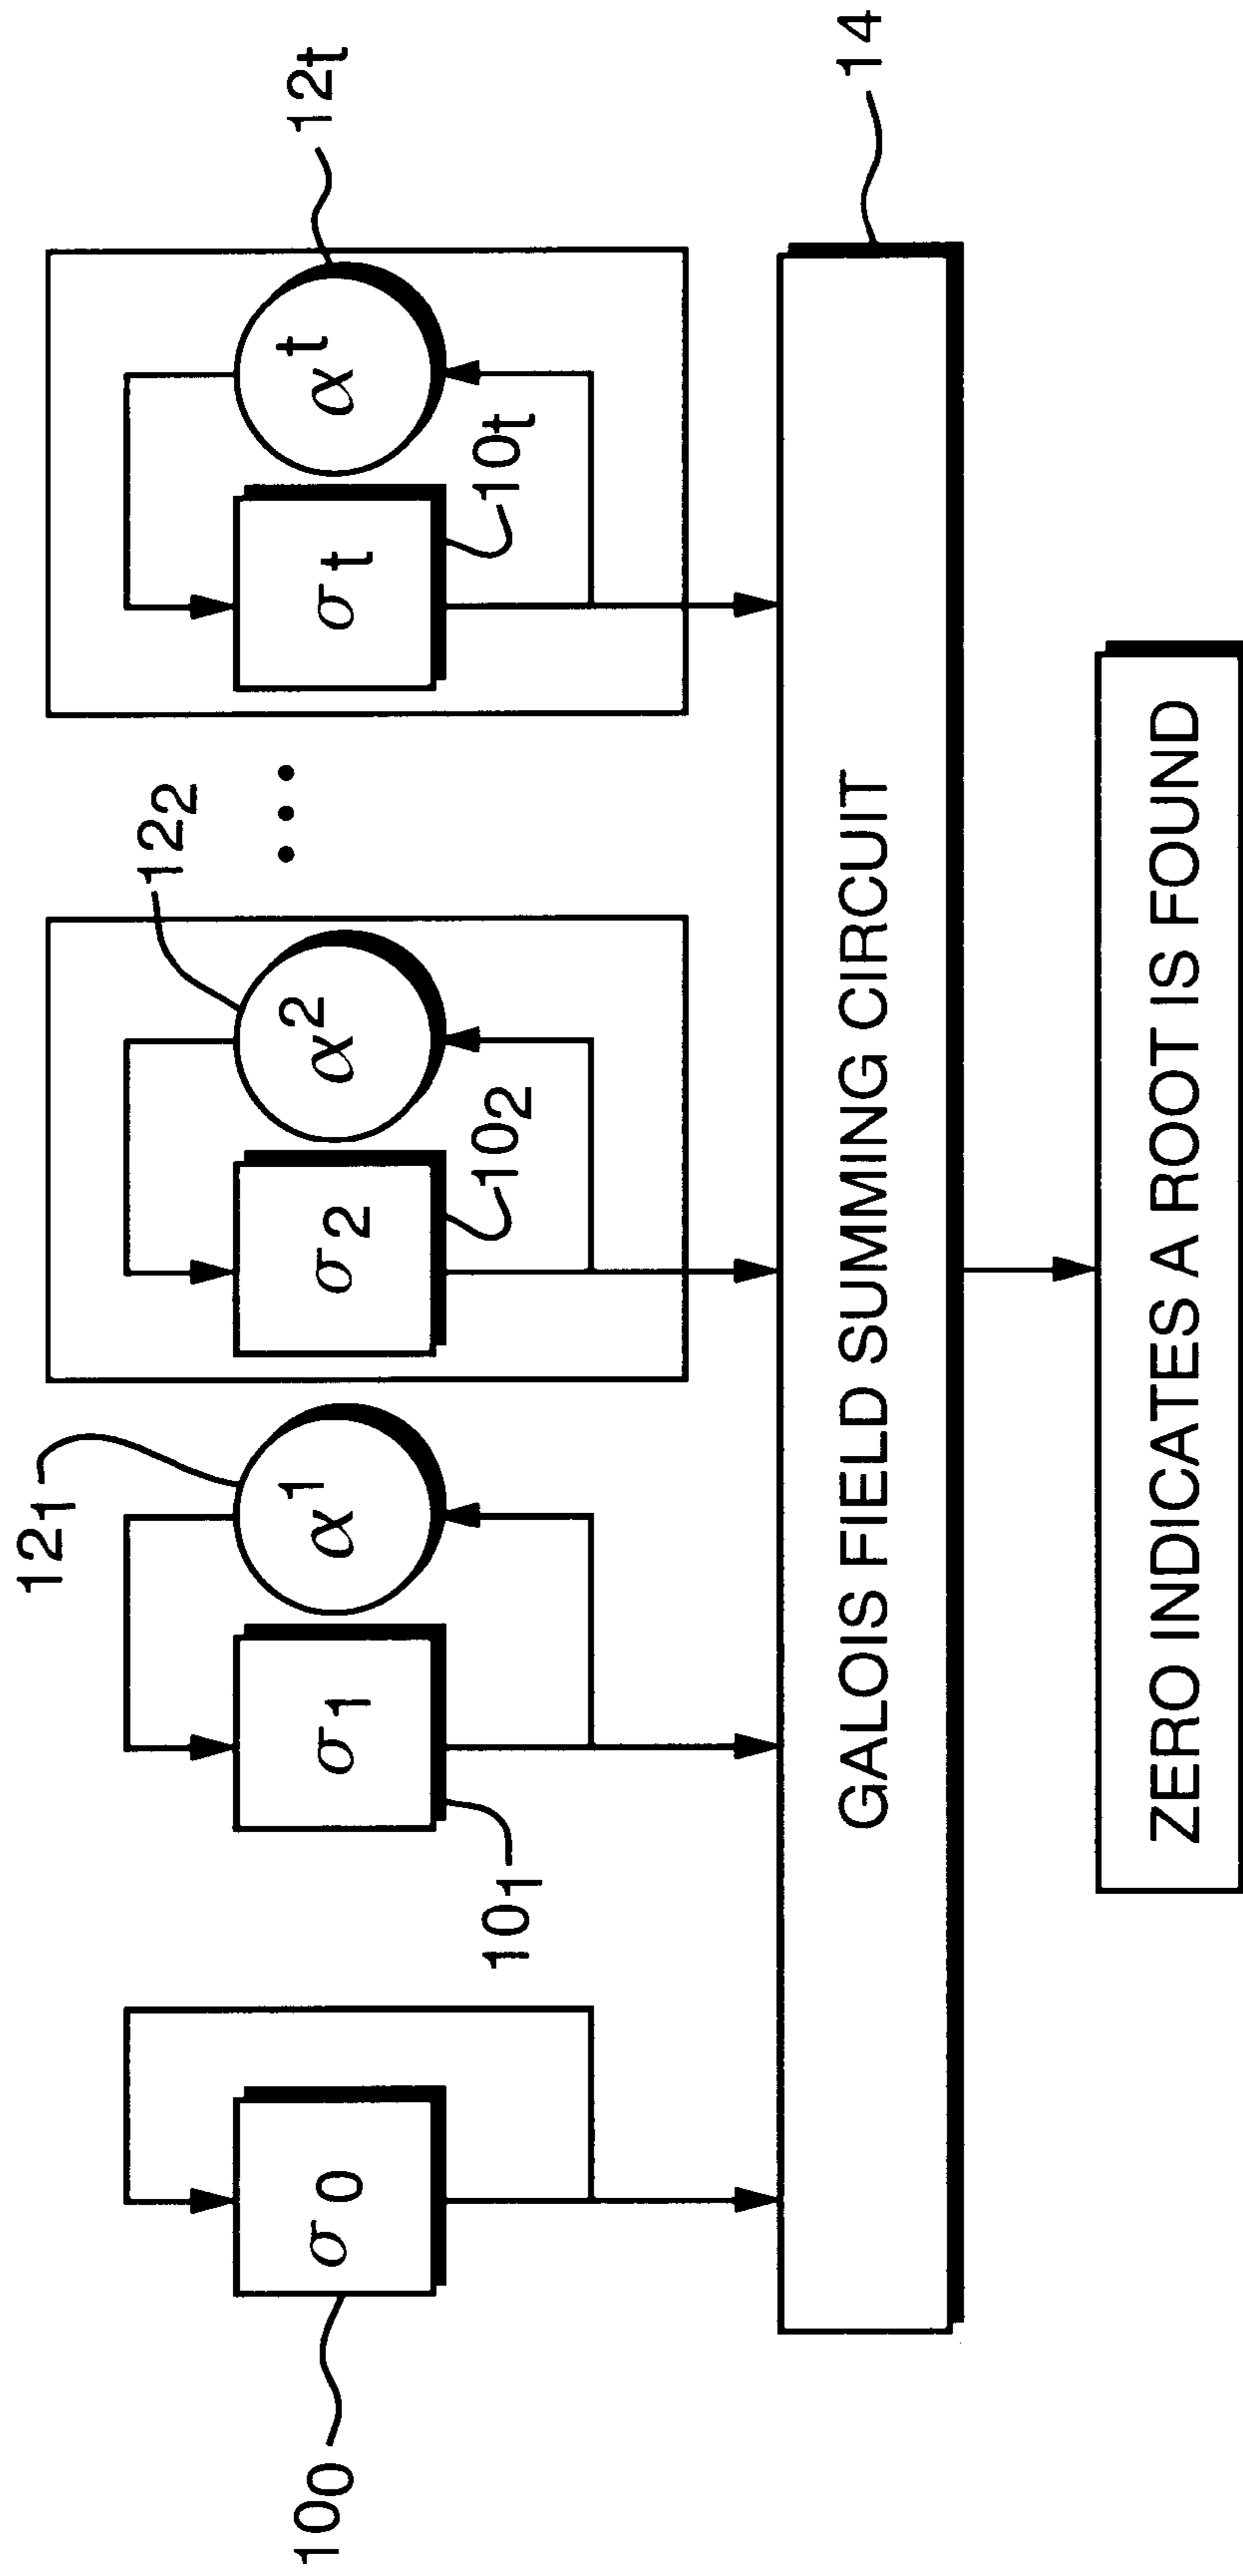 12₁
12₂
12t
σ0
σ1
α¹
σ2
α²
• • •
σt
αᵗ
10₀
10₁
10₂
10t
14
GALOIS FIELD SUMMING CIRCUIT
ZERO INDICATES A ROOT IS FOUND